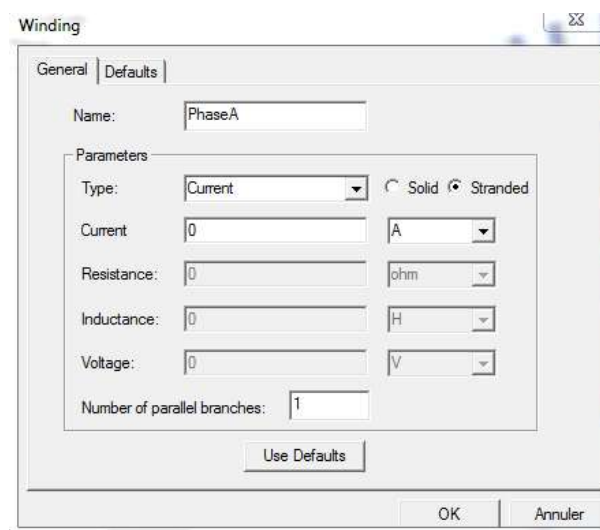 Winding
General Defaults
Name: PhaseA
Parameters
Type: Current Solid Stranded
Current 0 A
Resistance: 0 ohm
Inductance: 0 H
Voltage: 0 V
Number of parallel branches: 1
Use Defaults
OK Annuler